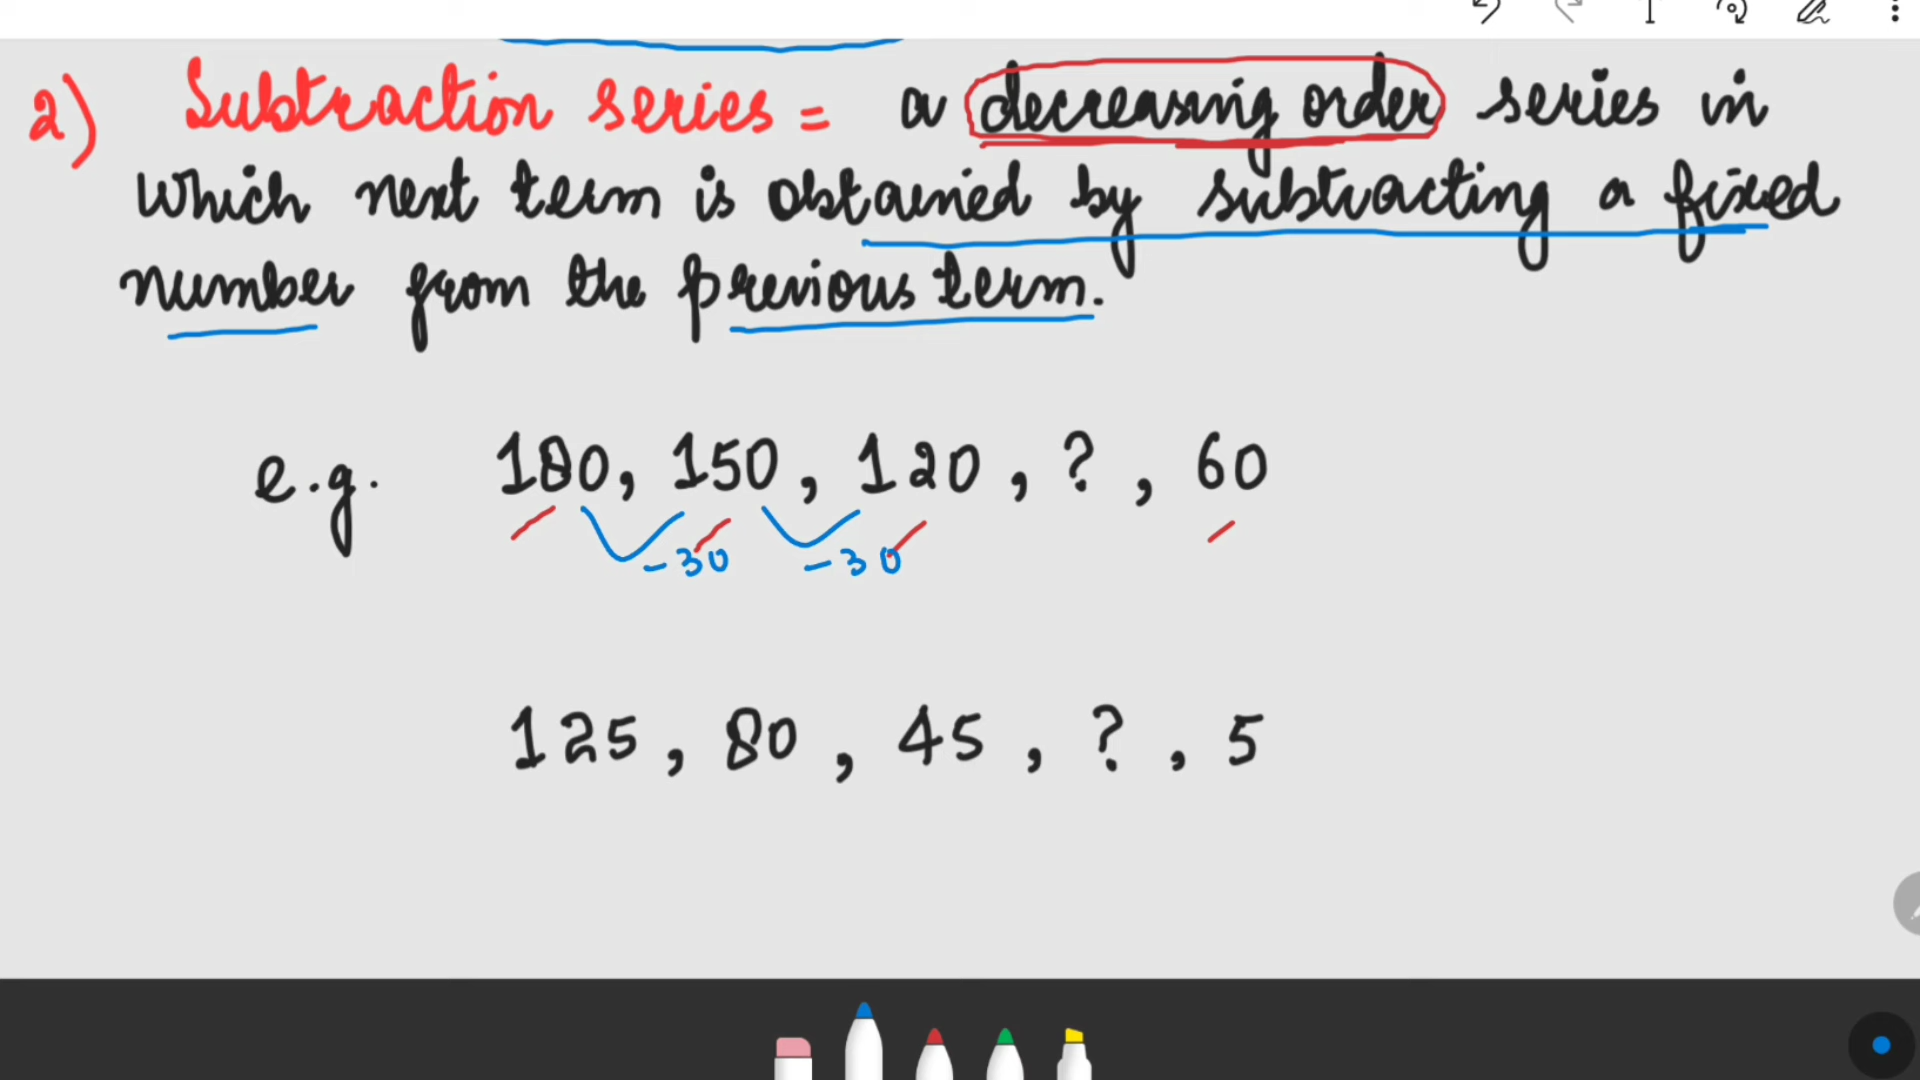 2) Subtraction series = a decreasing order series in
which next term is obtained by subtracting a fixed
number from the previous term.
e.g. 180, 150, 120, ?, 60
-30 -30
125, 80, 45, ?, 5